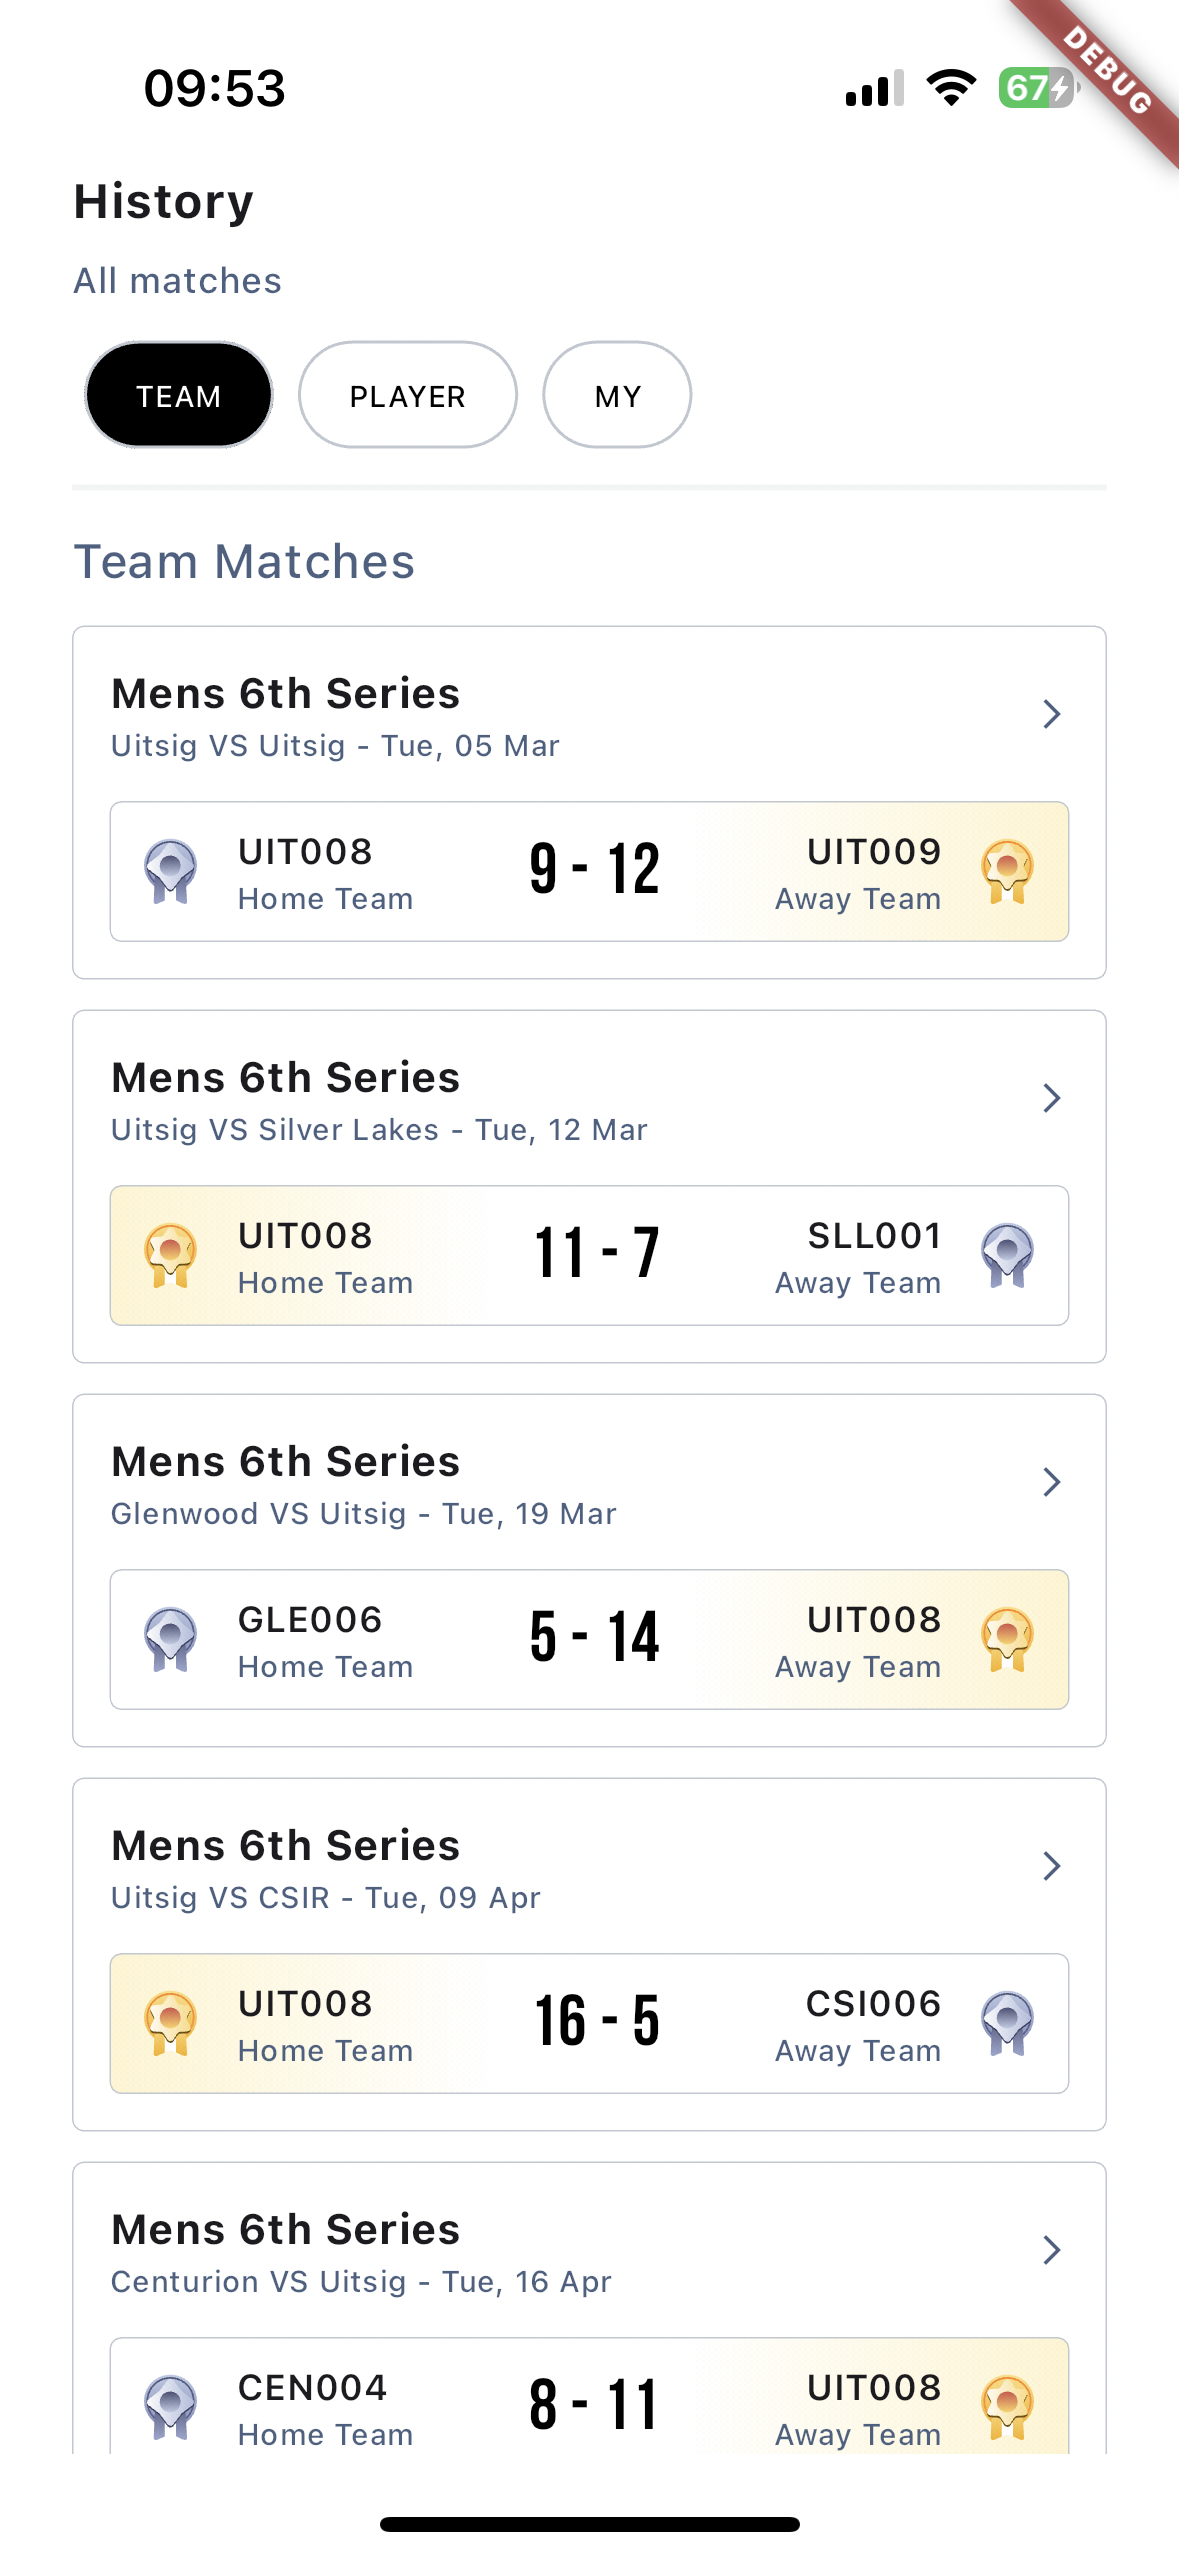 09:53
67
DEBUG
History
All matches
TEAM PLAYER MY
Team Matches
Mens 6th Series
Uitsig VS Uitsig - Tue, 05 Mar
UIT008 9 - 12 UIT009
Home Team Away Team
Mens 6th Series
Uitsig VS Silver Lakes - Tue, 12 Mar
UIT008 11 - 7 SLL001
Home Team Away Team
Mens 6th Series
Glenwood VS Uitsig - Tue, 19 Mar
GLE006 5 - 14 UIT008
Home Team Away Team
Mens 6th Series
Uitsig VS CSIR - Tue, 09 Apr
UIT008 16 - 5 CSI006
Home Team Away Team
Mens 6th Series
Centurion VS Uitsig - Tue, 16 Apr
CEN004 8 - 11 UIT008
Home Team Away Team